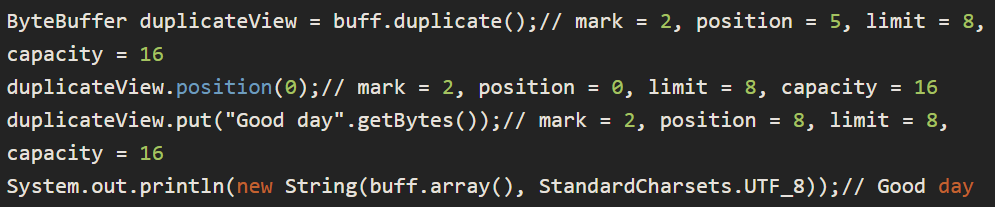 ByteBuffer duplicateView = buff.duplicate();// mark = 2, position = 5, limit = 8,
capacity = 16
duplicateView.position(0);// mark = 2, position = 0, limit = 8, capacity = 16
duplicateView.put("Good day".getBytes());// mark = 2, position = 8, limit = 8,
capacity = 16
System.out.println(new String(buff.array(), StandardCharsets.UTF_8));// Good day